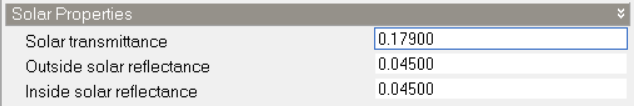 Solar Properties
Solar transmittance 0.17900
Outside solar reflectance 0.04500
Inside solar reflectance 0.04500